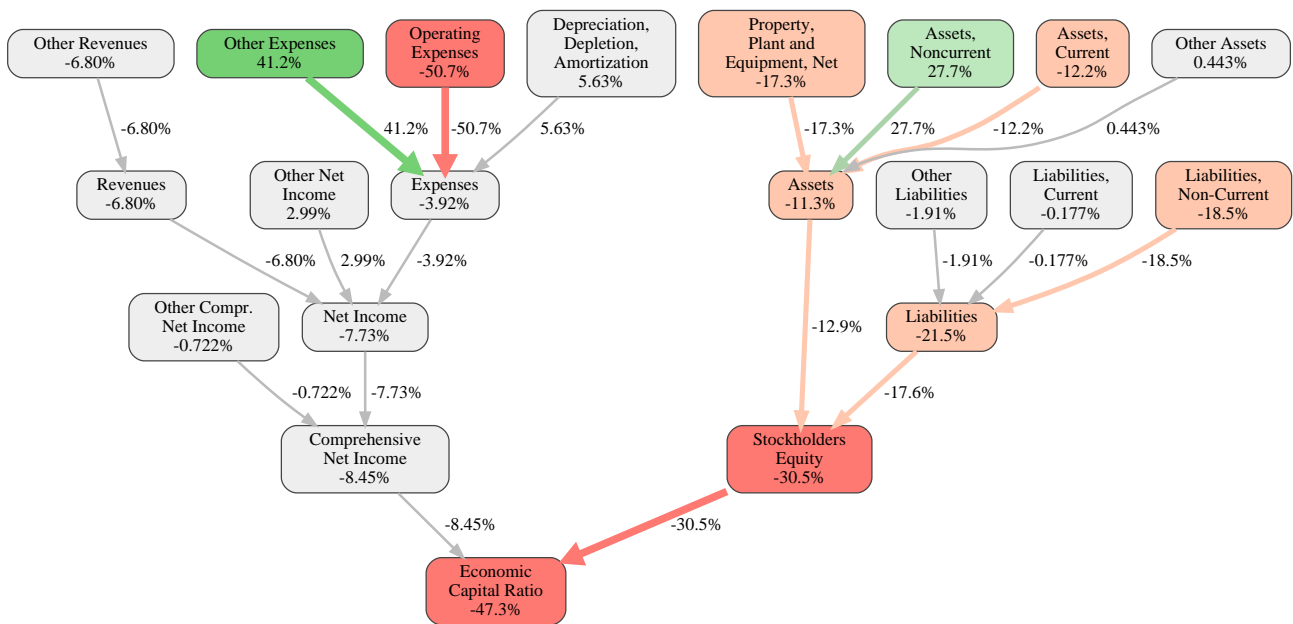 Other Revenues
-6.80%
Other Expenses
41.2%
Operating
Expenses
-50.7%
Depreciation,
Depletion,
Amortization
5.63%
Property,
Plant and
Equipment, Net
-17.3%
Assets,
Noncurrent
27.7%
Assets,
Current
-12.2%
Other Assets
0.443%
-6.80%
41.2%
-50.7%
5.63%
-17.3%
27.7%
-12.2%
0.443%
Revenues
-6.80%
Other Net
Income
2.99%
Expenses
-3.92%
Assets
-11.3%
Other
Liabilities
-1.91%
Liabilities,
Current
-0.177%
Liabilities,
Non-Current
-18.5%
-6.80%
2.99%
-3.92%
-1.91%
-0.177%
-18.5%
Other Compr.
Net Income
-0.722%
Net Income
-7.73%
-12.9%
Liabilities
-21.5%
-0.722%
-7.73%
-17.6%
Comprehensive
Net Income
-8.45%
Stockholders
Equity
-30.5%
-8.45%
-30.5%
Economic
Capital Ratio
-47.3%